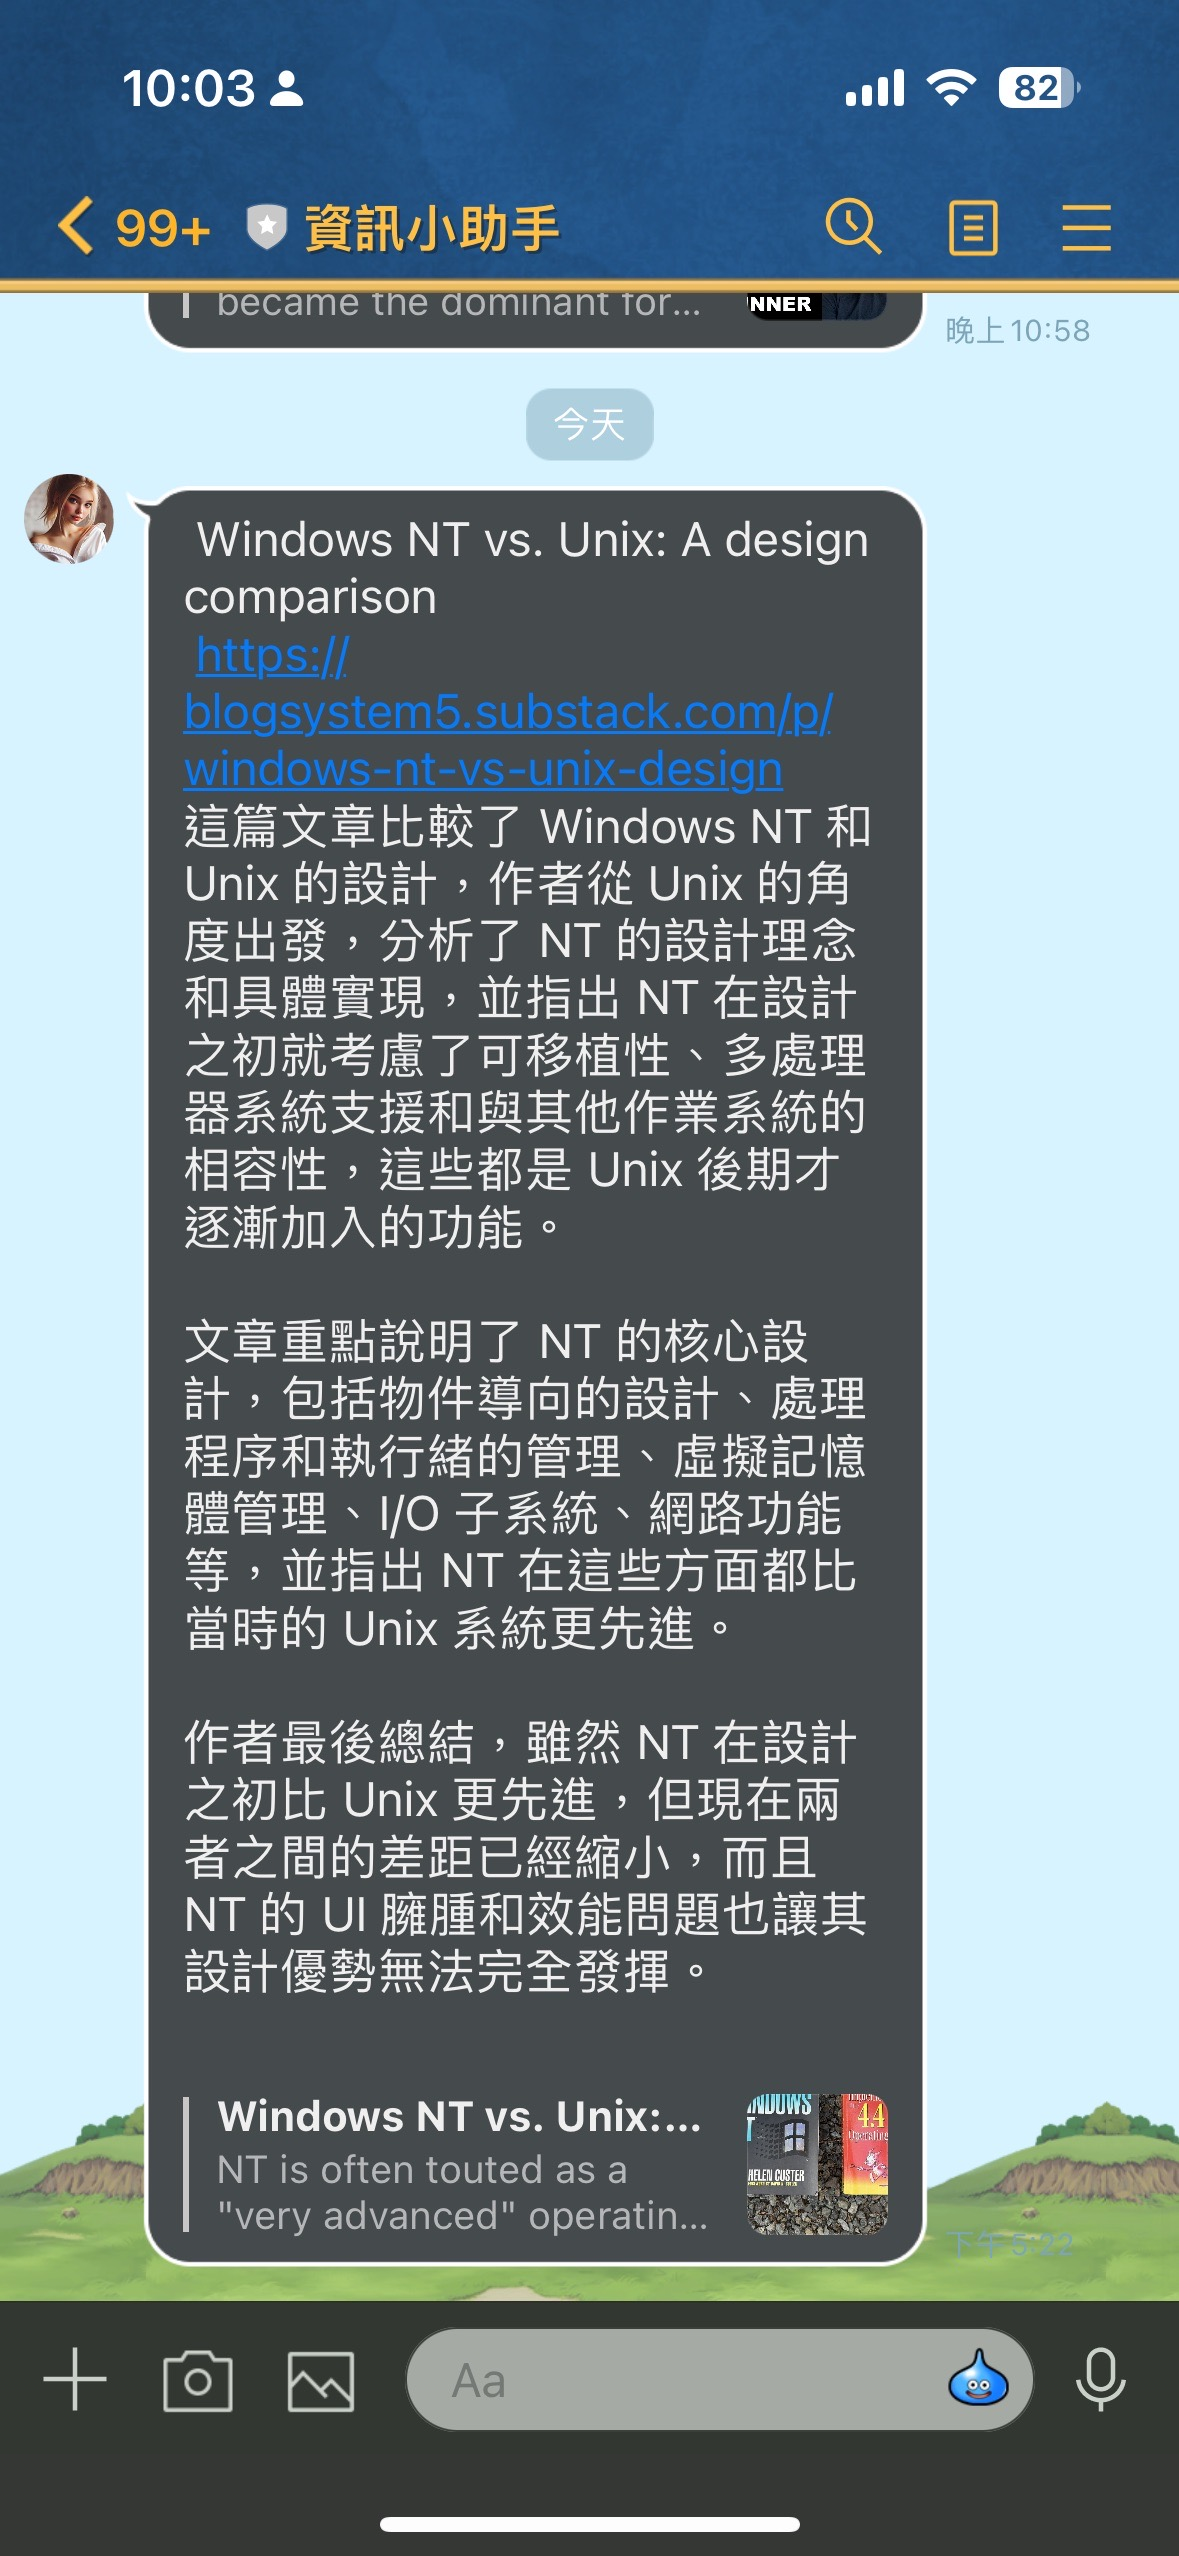 10:03
82
99+ 資訊小助手
became the dominant for...
NNER
晚上 10:58
今天
Windows NT vs. Unix: A design
comparison
https://
blogsystem5.substack.com/p/
windows-nt-vs-unix-design
這篇文章比較了 Windows NT 和
Unix 的設計，作者從 Unix 的角
度出發，分析了 NT 的設計理念
和具體實現，並指出 NT 在設計
之初就考慮了可移植性、多處理
器系統支援和與其他作業系統的
相容性，這些都是 Unix 後期才
逐漸加入的功能。
文章重點說明了 NT 的核心設
計，包括物件導向的設計、處理
程序和執行緒的管理、虛擬記憶
體管理、I/O 子系統、網路功能
等，並指出 NT 在這些方面都比
當時的 Unix 系統更先進。
作者最後總結，雖然 NT 在設計
之初比 Unix 更先進，但現在兩
者之間的差距已經縮小，而且
NT 的 UI 臃腫和效能問題也讓其
設計優勢無法完全發揮。
Windows NT vs. Unix:...
NT is often touted as a
"very advanced" operatin...
INDOWS
T
HELEN CUSTER
4.4
Operating
下午 5:22
Aa